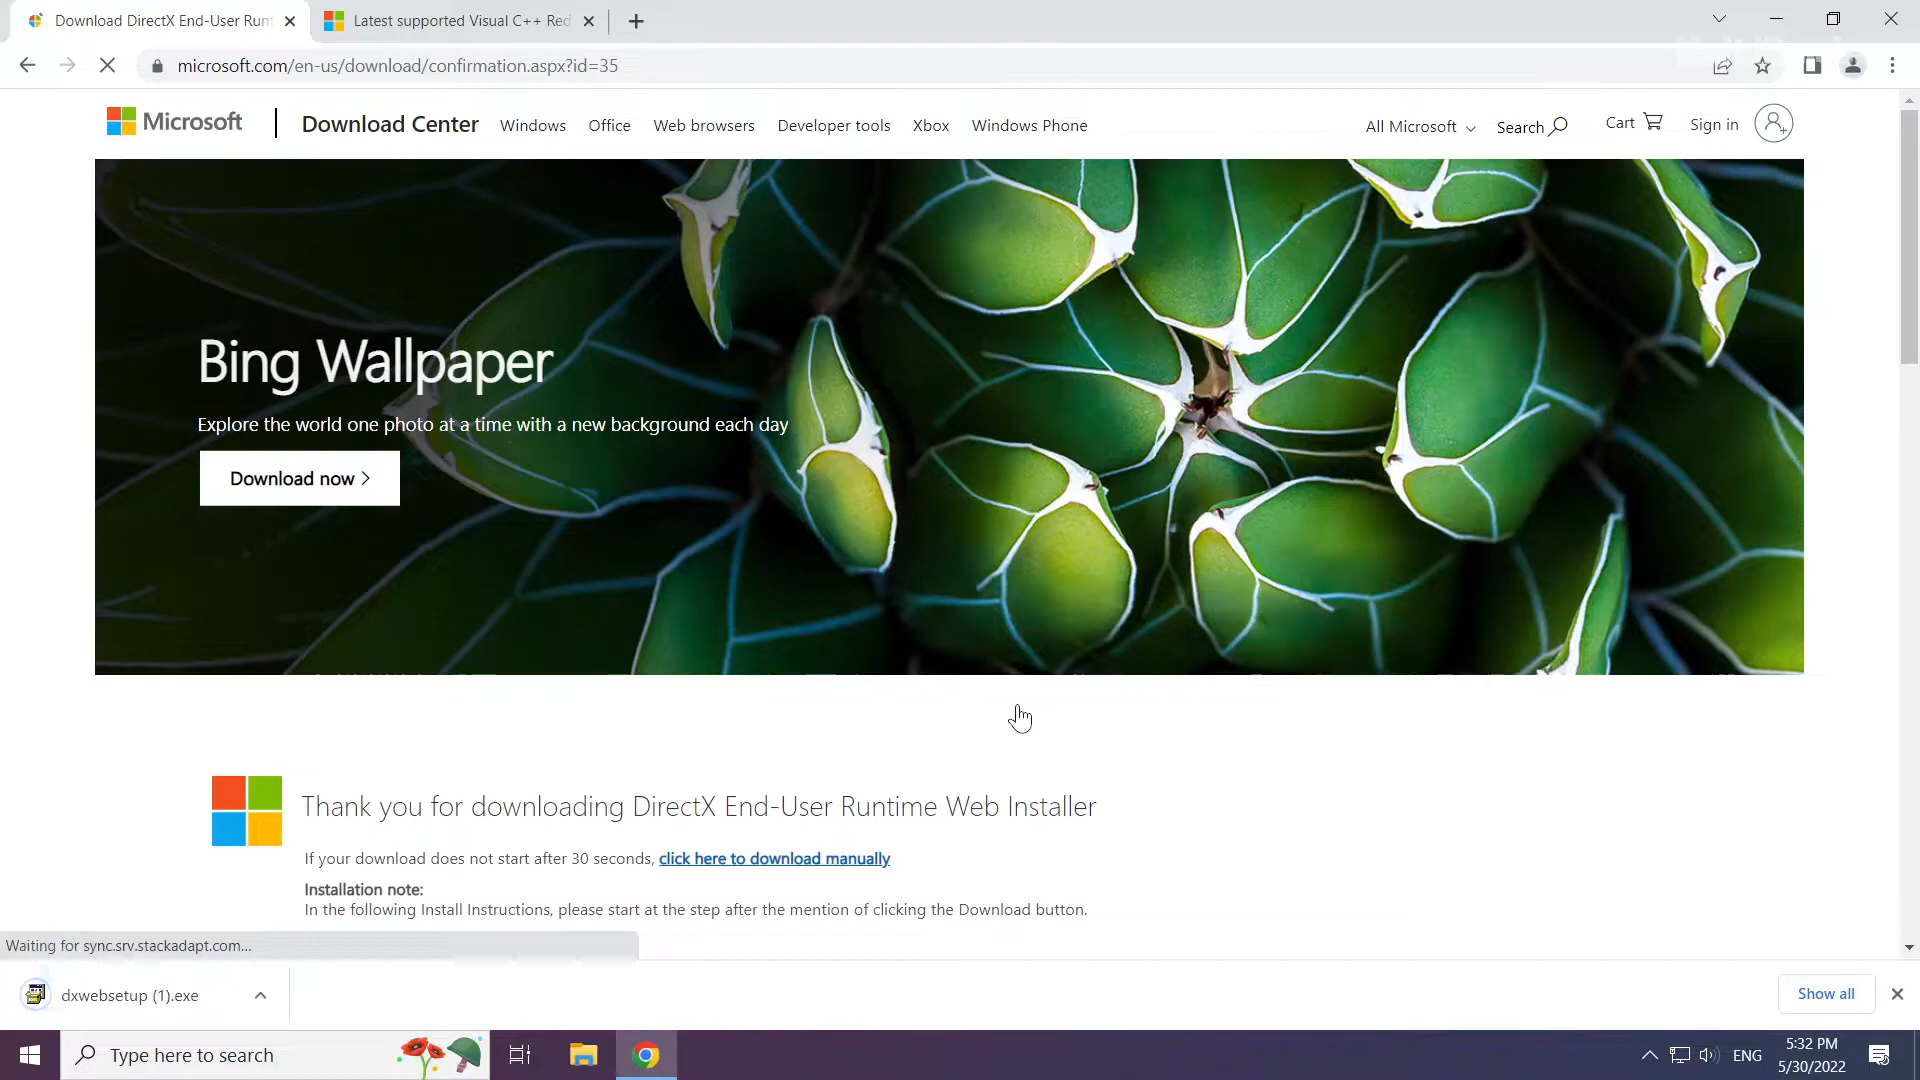 Download DirectX End-User Runt
Latest supported Visual C++ Red
microsoft.com/en-us/download/confirmation.aspx?id=35
Microsoft
Download Center
Windows
Office
Web browsers
Developer tools
Xbox
Windows Phone
All Microsoft
Search
Cart
Sign in
Bing Wallpaper
Explore the world one photo at a time with a new background each day
Download now >
Thank you for downloading DirectX End-User Runtime Web Installer
If your download does not start after 30 seconds, click here to download manually
Installation note:
In the following Install Instructions, please start at the step after the mention of clicking the Download button.
Waiting for sync.srv.stackadapt.com...
dxwebsetup (1).exe
Show all
Type here to search
ENG
5:32 PM
5/30/2022